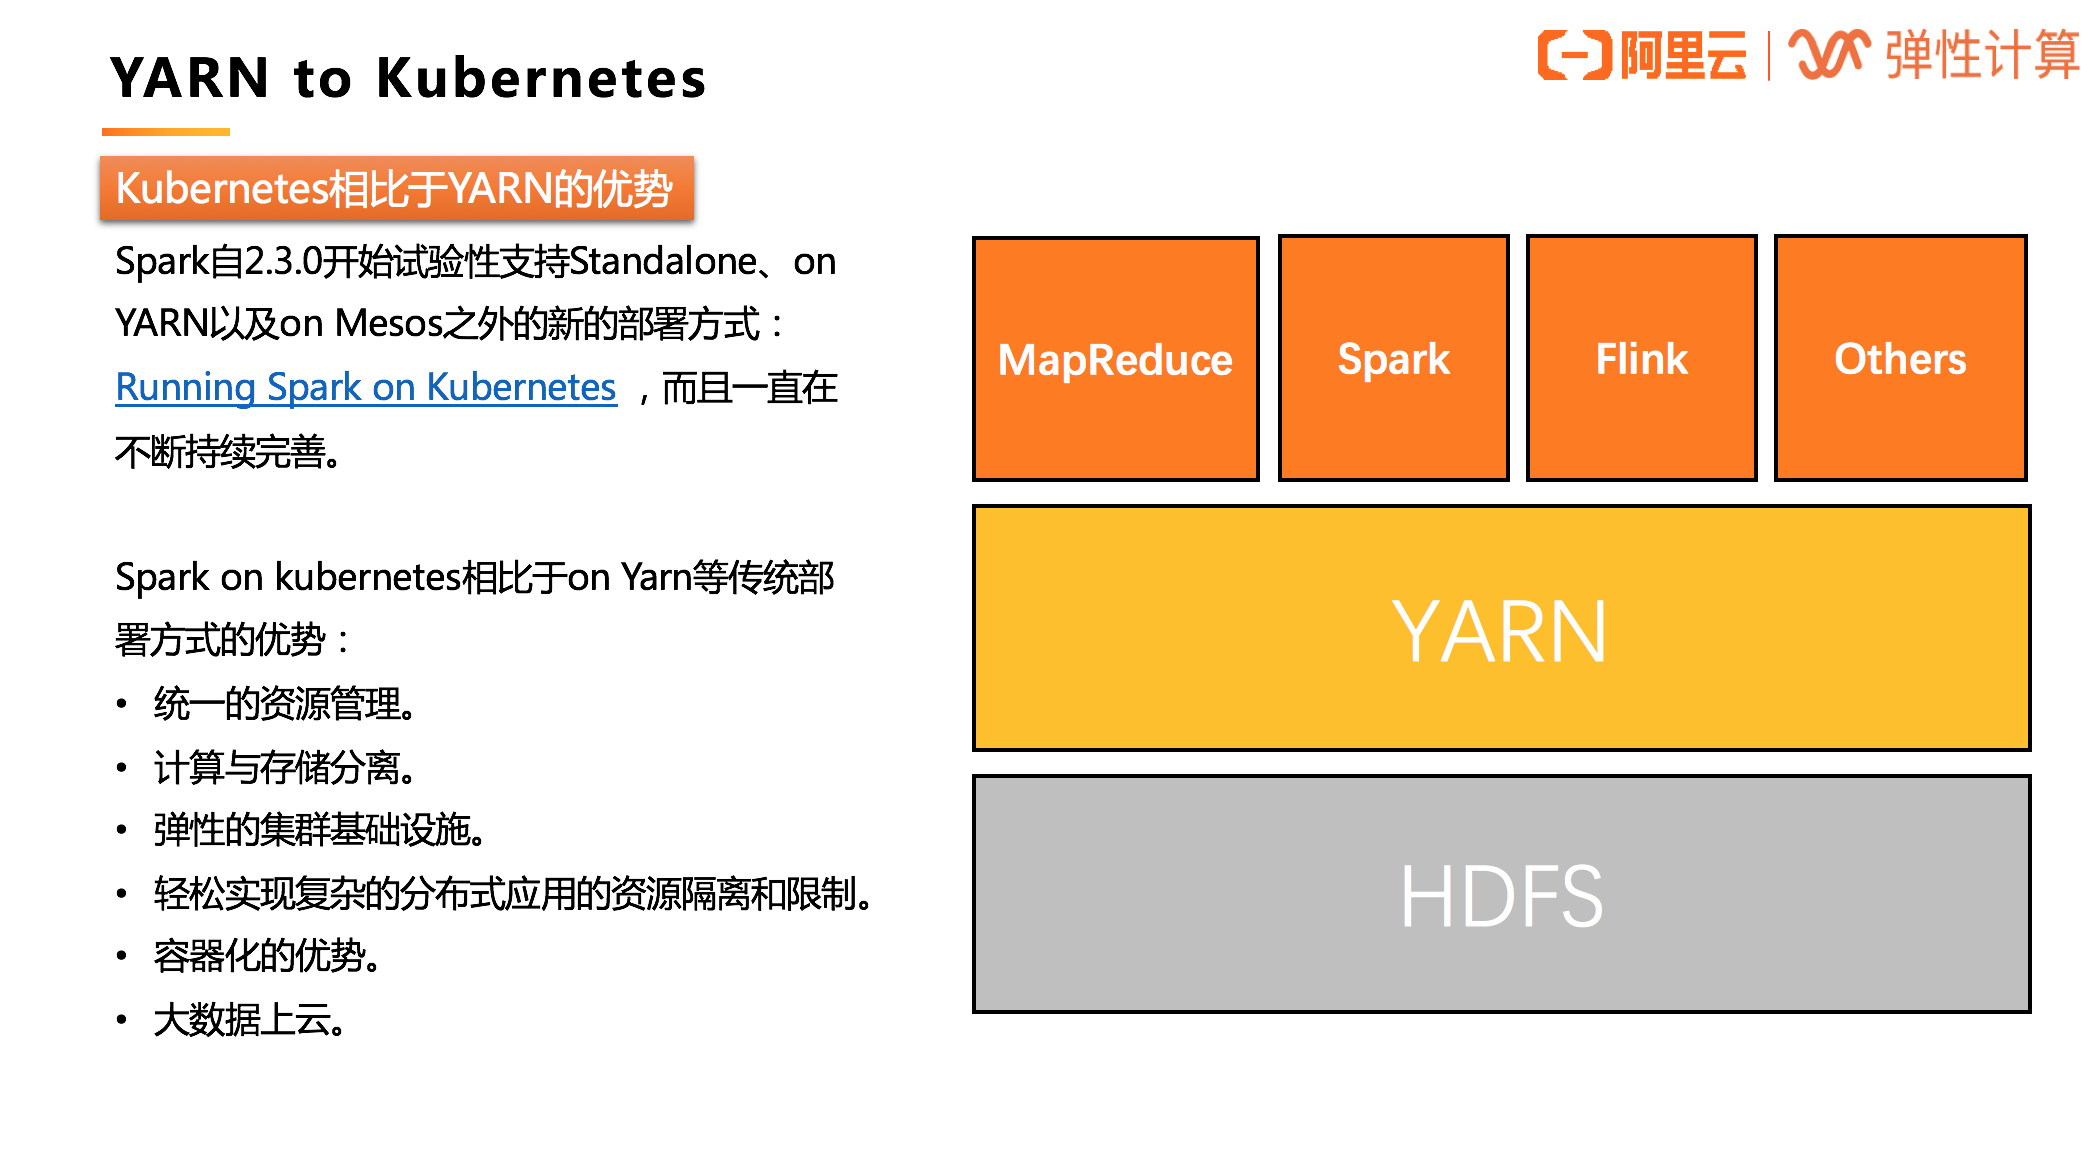 YARN to Kubernetes
阿里云 弹性计算
Kubernetes相比于YARN的优势
Spark自2.3.0开始试验性支持Standalone、on
YARN以及on Mesos之外的新的部署方式：
Running Spark on Kubernetes ，而且一直在
不断持续完善。
Spark on kubernetes相比于on Yarn等传统部
署方式的优势：
• 统一的资源管理。
• 计算与存储分离。
• 弹性的集群基础设施。
• 轻松实现复杂的分布式应用的资源隔离和限制。
• 容器化的优势。
• 大数据上云。
MapReduce
Spark
Flink
Others
YARN
HDFS